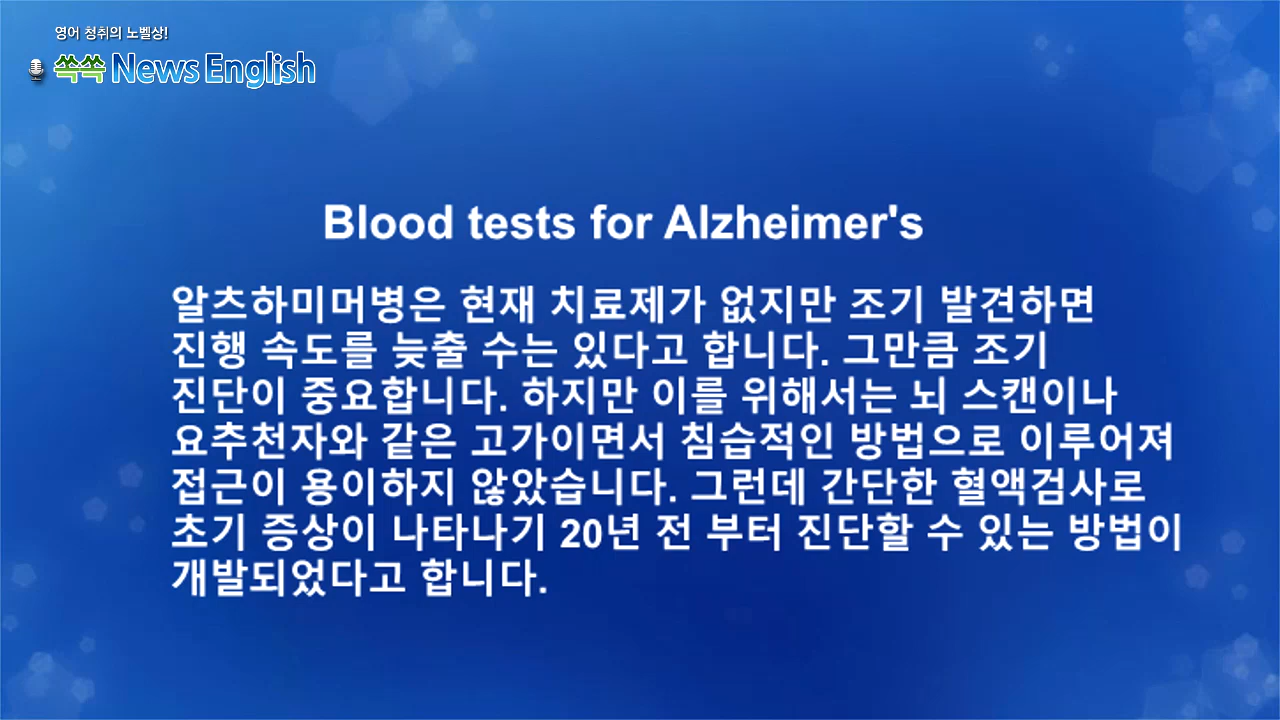 영어 청취의 노벨상!
쏙쏙 News English
Blood tests for Alzheimer's
알츠하미머병은 현재 치료제가 없지만 조기 발견하면
진행 속도를 늦출 수는 있다고 합니다. 그만큼 조기
진단이 중요합니다. 하지만 이를 위해서는 뇌 스캔이나
요추천자와 같은 고가이면서 침습적인 방법으로 이루어져
접근이 용이하지 않았습니다. 그런데 간단한 혈액검사로
초기 증상이 나타나기 20년 전 부터 진단할 수 있는 방법이
개발되었다고 합니다.